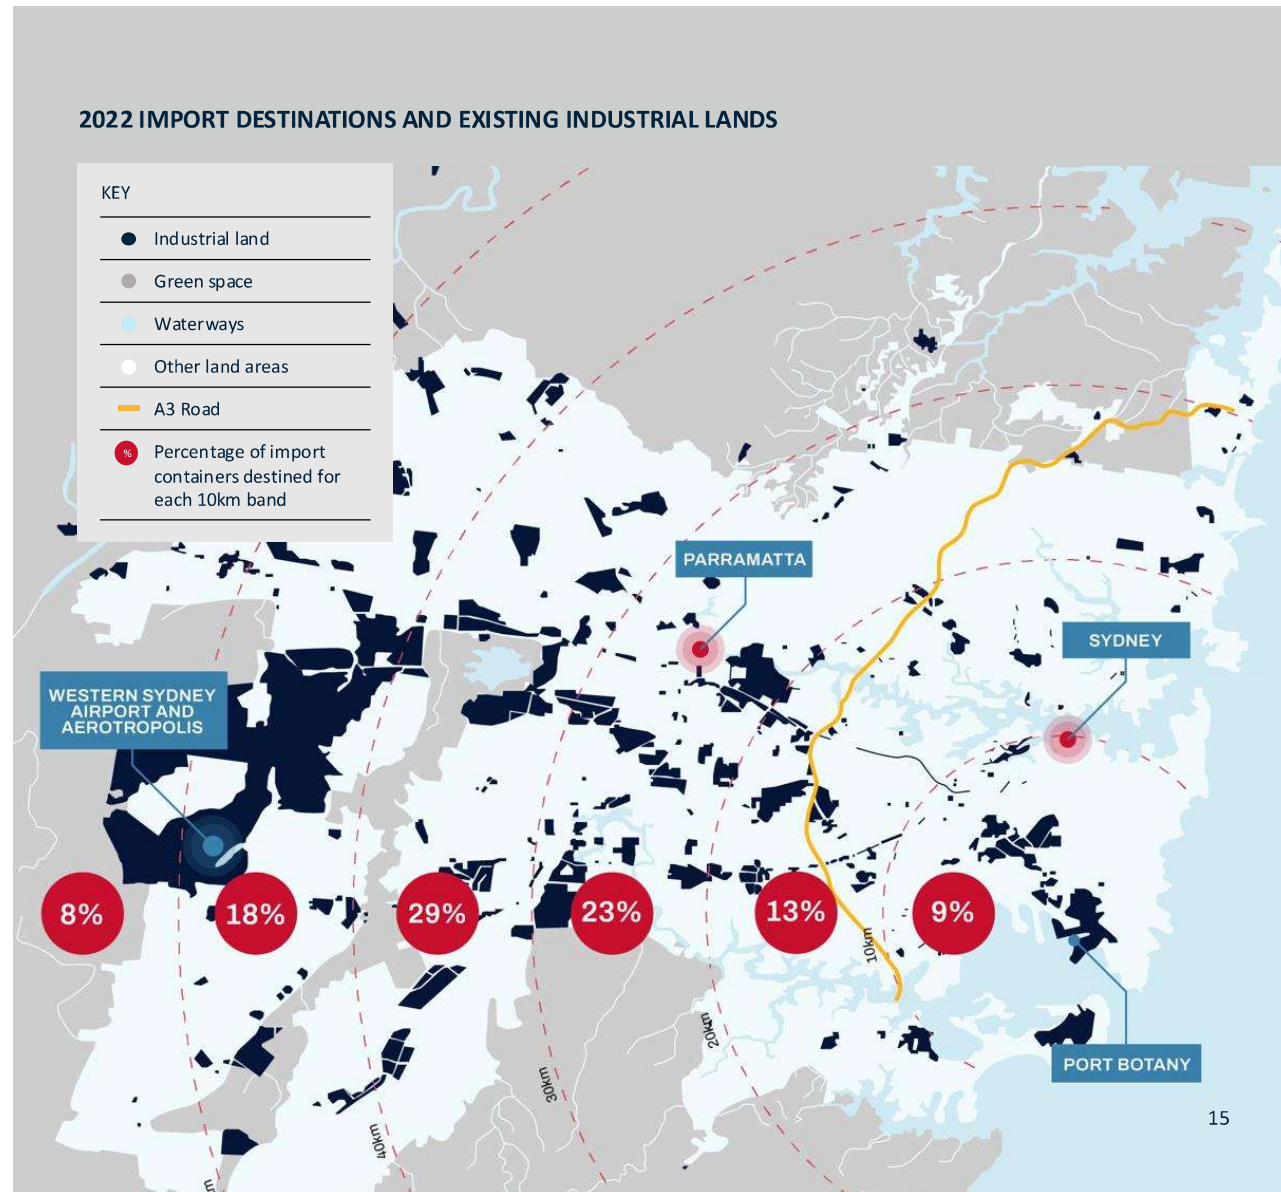 2022 IMPORT DESTINATIONS AND EXISTING INDUSTRIAL LANDS
KEY
Industrial land
Green space
Waterways
Other land areas
A3 Road
%
Percentage of import
containers destined for
each 10km band
PARRAMATTA
SYDNEY
WESTERN SYDNEY
AIRPORT AND
AEROTROPOLIS
8%
18%
29%
23%
13%
9%
10km
20km
30km
40km
m
PORT BOTANY
15